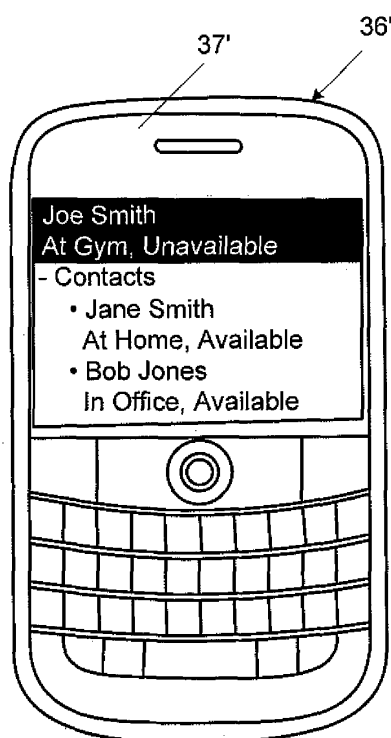 36'
37'
Joe Smith
At Gym, Unavailable
- Contacts
• Jane Smith
At Home, Available
• Bob Jones
In Office, Available